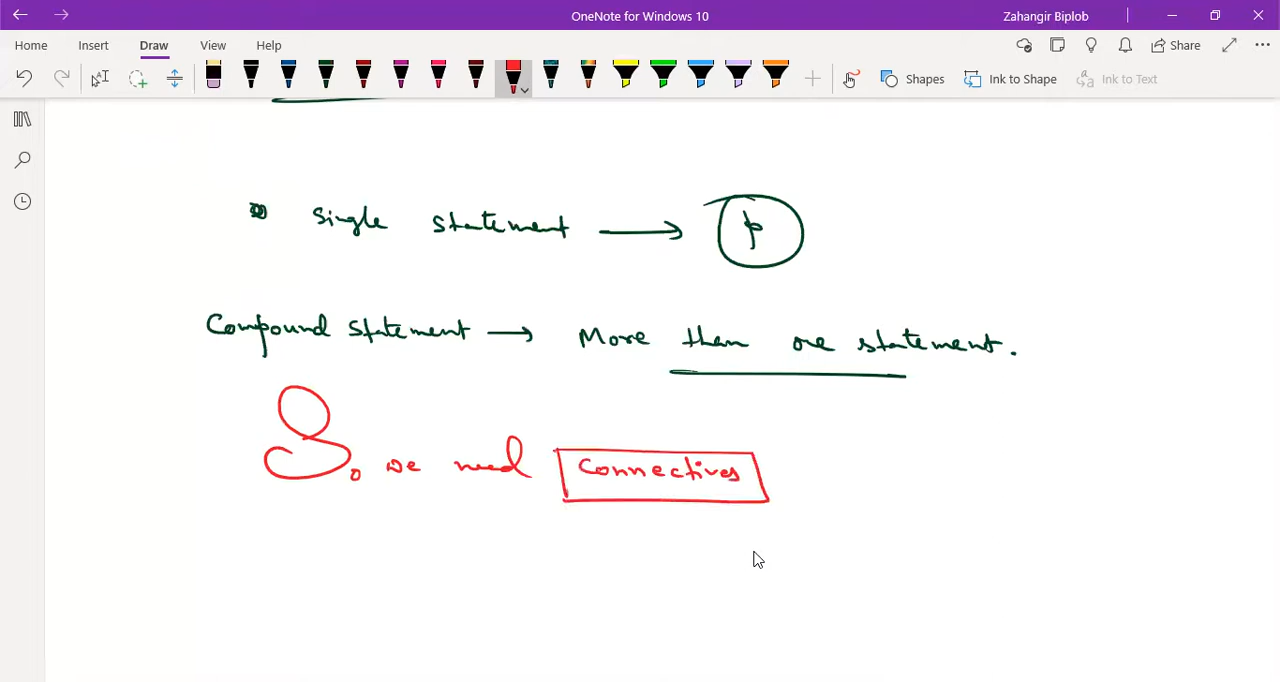 OneNote for Windows 10
Zahangir Biplob
Home Insert Draw View Help
Share
Shapes
Ink to Shape
Ink to Text
Single statement → p
Compound statement → More than one statement.
So we need Connectives